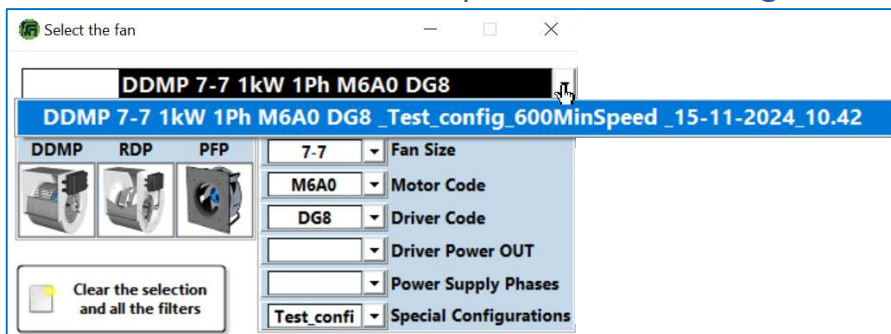 Select the fan
DDMP 7-7 1kW 1Ph M6A0 DG8
DDMP 7-7 1kW 1Ph M6A0 DG8 _Test_config_600MinSpeed _15-11-2024_10.42
DDMP RDP PFP
7-7 Fan Size
M6A0 Motor Code
DG8 Driver Code
Driver Power OUT
Power Supply Phases
Clear the selection
and all the filters
Test_confi Special Configurations